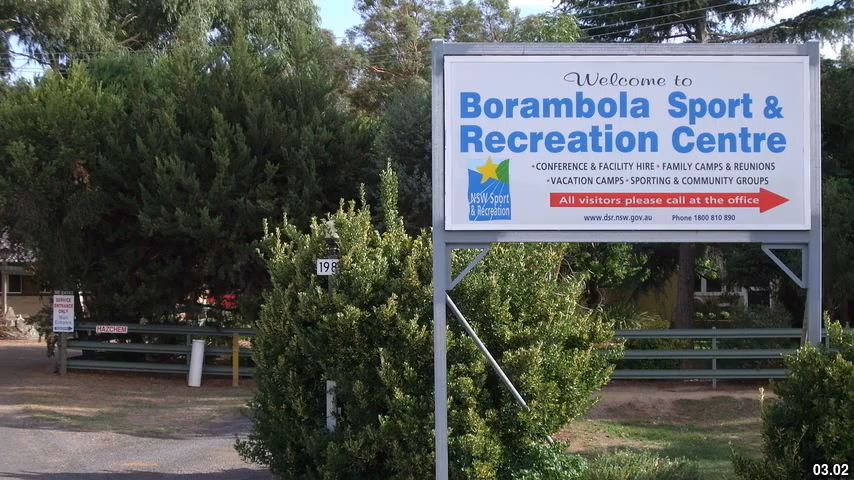 Welcome to
Borambola Sport &
Recreation Centre
•CONFERENCE & FACILITY HIRE •FAMILY CAMPS & REUNIONS
•VACATION CAMPS •SPORTING & COMMUNITY GROUPS
NSW Sport
& Recreation
All visitors please call at the office
www.dsr.nsw.gov.au Phone 1800 810 890
198
SERVICE
ENTRANCE
ONLY
Main
Entrance
HAZCHEM
03.02